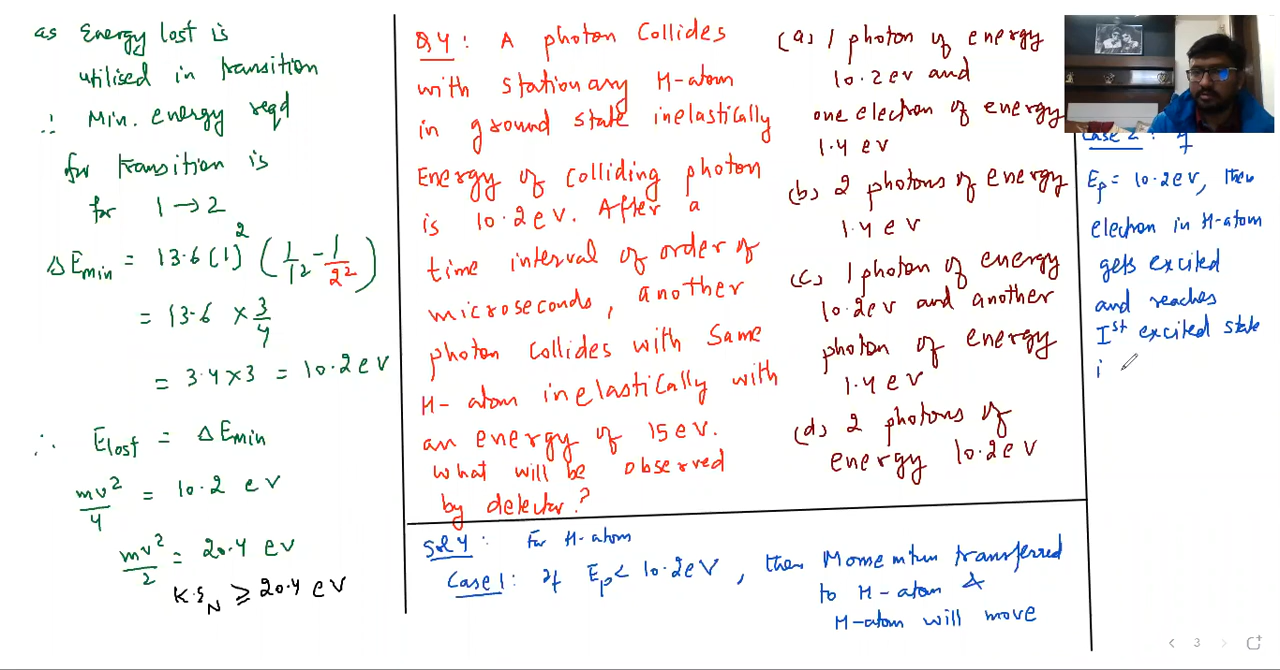 as Energy lost is
utilised in transition
∴ Min. energy reqd
for transition is
for 1 → 2
ΔEmin = 13.6 (1)² (1/1² - 1/2²)
= 13.6 × 3/4
= 3.4 × 3 = 10.2 eV
∴ Elost = ΔEmin
mv²/4 = 10.2 eV
mv²/2 = 20.4 eV
K.E_N ≥ 20.4 eV
Q4: A photon Collides
with stationary H-atom
in ground state inelastically
Energy of colliding photon
is 10.2 eV. After a
time interval of order of
microseconds, another
photon collides with Same
H-atom inelastically with
an energy of 15 eV.
What will be observed
by detector?
(a) 1 photon of energy
10.2 eV and
one electron of energy
1.4 eV
(b) 2 photons of energy
1.4 eV
(c) 1 photon of energy
10.2 eV and another
photon of energy
1.4 eV
(d) 2 photons of
energy 10.2 eV
Sol 4: For H-atom
Case 1: If Ep < 10.2 eV, then Momentum transferred
to H-atom &
H-atom will move
Case 2: If
Ep = 10.2 eV, then
electron in H-atom
gets excited
and reaches
Ist excited state
i
3